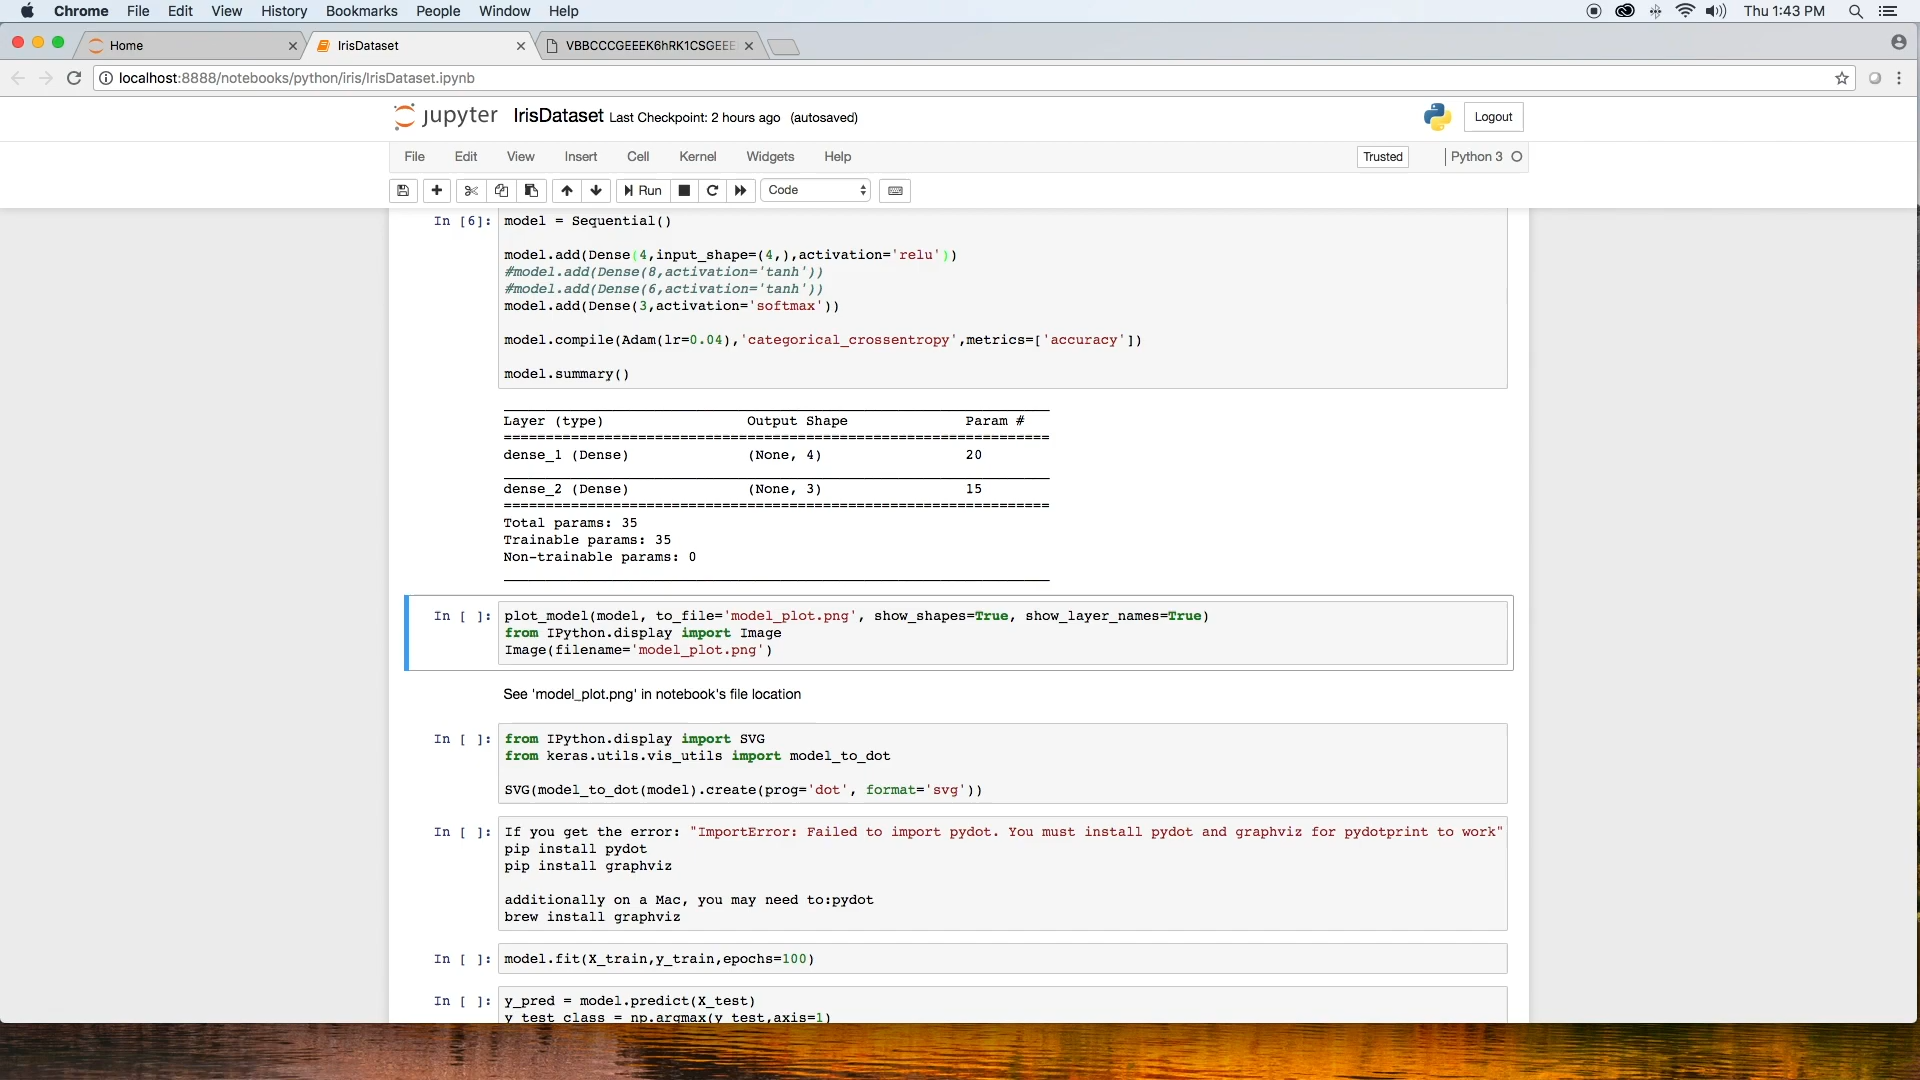 Chrome File Edit View History Bookmarks People Window Help Thu 1:43 PM
Home IrisDataset VBBCCCGEEEK6hRK1CSGEEE
localhost:8888/notebooks/python/iris/IrisDataset.ipynb
jupyter IrisDataset Last Checkpoint: 2 hours ago (autosaved) Logout
File Edit View Insert Cell Kernel Widgets Help Trusted Python 3
Run Code
In [6]: model = Sequential()
model.add(Dense(4,input_shape=(4,),activation='relu'))
#model.add(Dense(8,activation='tanh'))
#model.add(Dense(6,activation='tanh'))
model.add(Dense(3,activation='softmax'))
model.compile(Adam(lr=0.04),'categorical_crossentropy',metrics=['accuracy'])
model.summary()
Layer (type) Output Shape Param #
=================================================================
dense_1 (Dense) (None, 4) 20
dense_2 (Dense) (None, 3) 15
=================================================================
Total params: 35
Trainable params: 35
Non-trainable params: 0
In [ ]: plot_model(model, to_file='model_plot.png', show_shapes=True, show_layer_names=True)
from IPython.display import Image
Image(filename='model_plot.png')
See 'model_plot.png' in notebook's file location
In [ ]: from IPython.display import SVG
from keras.utils.vis_utils import model_to_dot
SVG(model_to_dot(model).create(prog='dot', format='svg'))
In [ ]: If you get the error: "ImportError: Failed to import pydot. You must install pydot and graphviz for pydotprint to work"
pip install pydot
pip install graphviz
additionally on a Mac, you may need to:pydot
brew install graphviz
In [ ]: model.fit(X_train,y_train,epochs=100)
In [ ]: y_pred = model.predict(X_test)
y_test_class = np.argmax(y_test,axis=1)